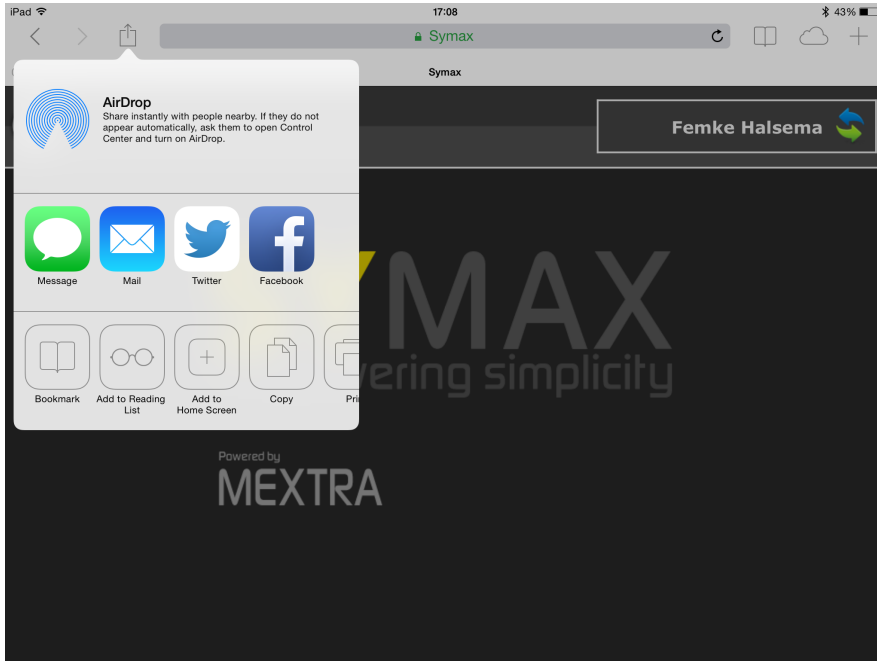 iPad 17:08 43%
Symax
Symax
AirDrop
Share instantly with people nearby. If they do not
appear automatically, ask them to open Control
Center and turn on AirDrop.
Femke Halsema
Message Mail Twitter Facebook
MAX
ering simplicity
Bookmark Add to Reading List Add to Home Screen Copy Pri
Powered by
MEXTRA